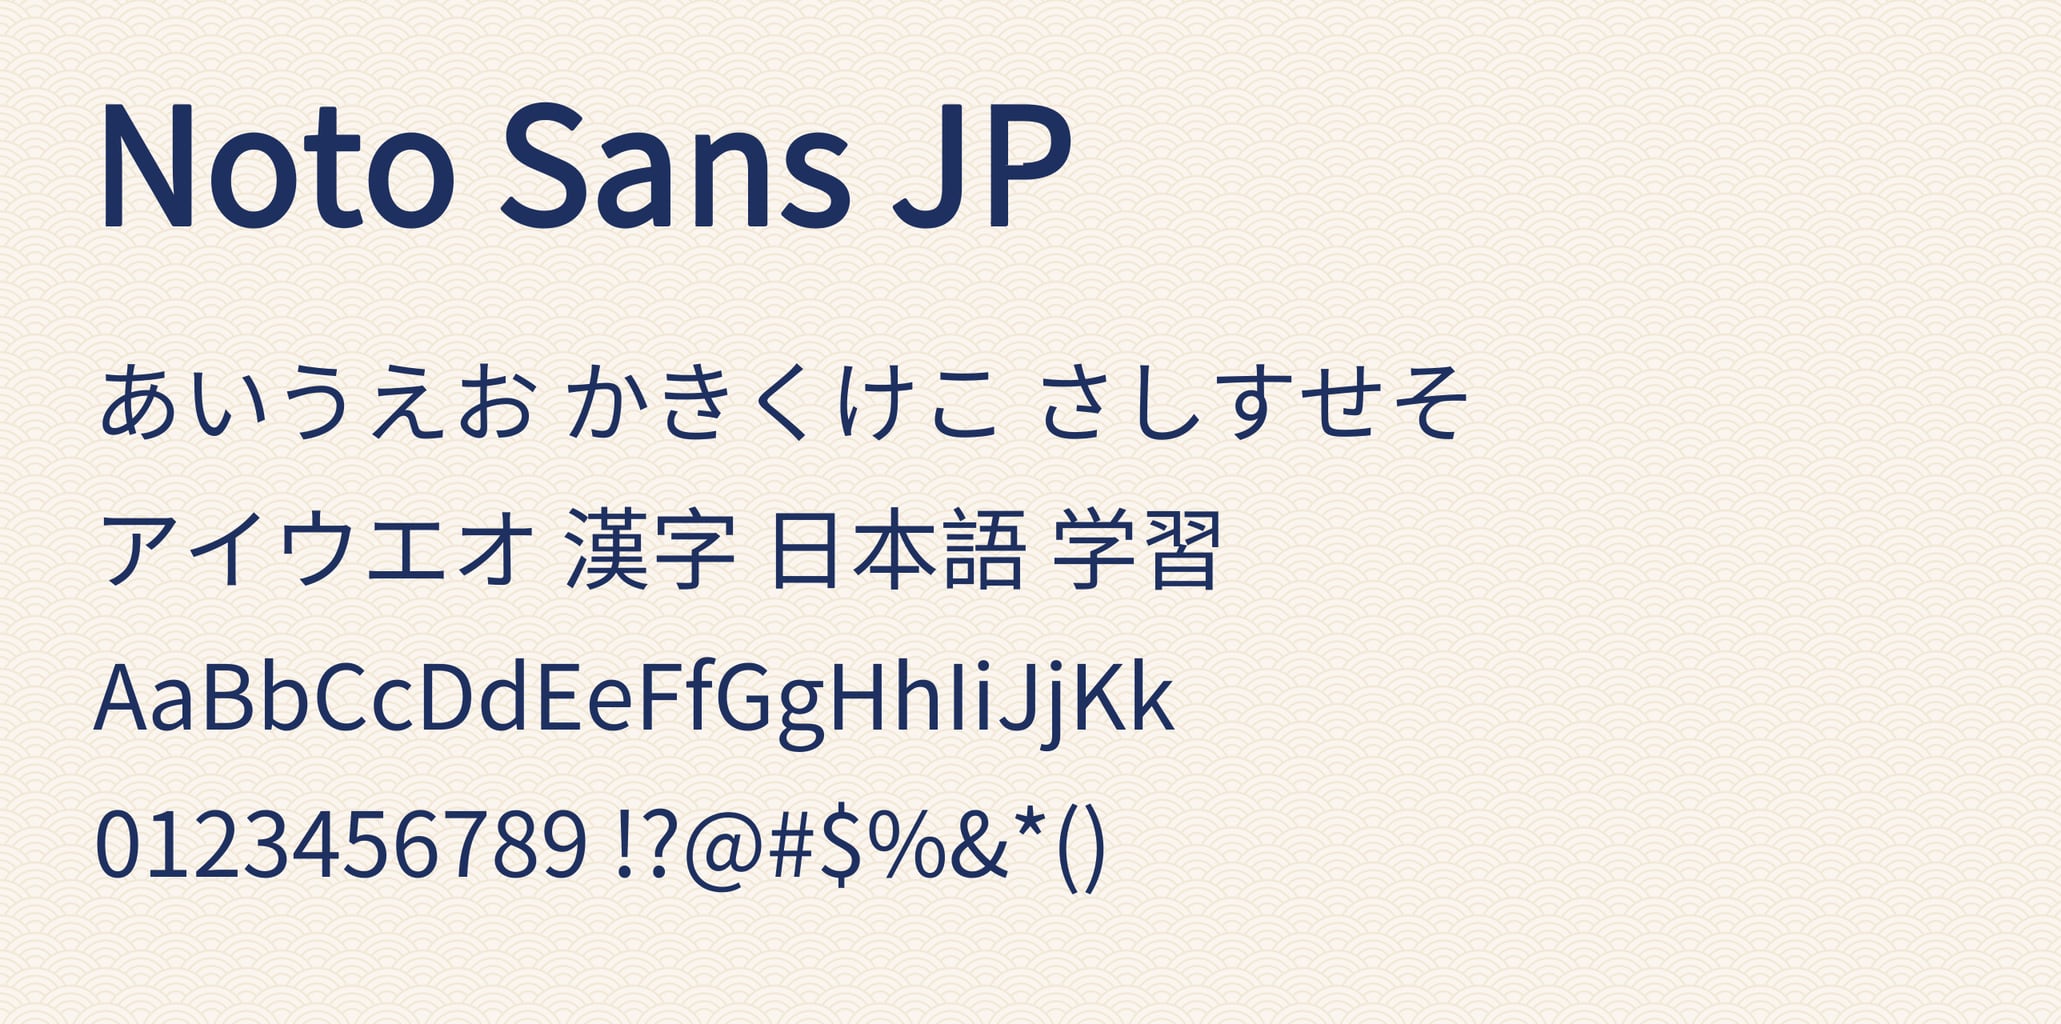 Noto Sans JP
あいうえお かきくけこ さしすせそ
アイウエオ 漢字 日本語 学習
AaBbCcDdEeFfGgHhIiJjKk
0123456789 !?@#$%&*()